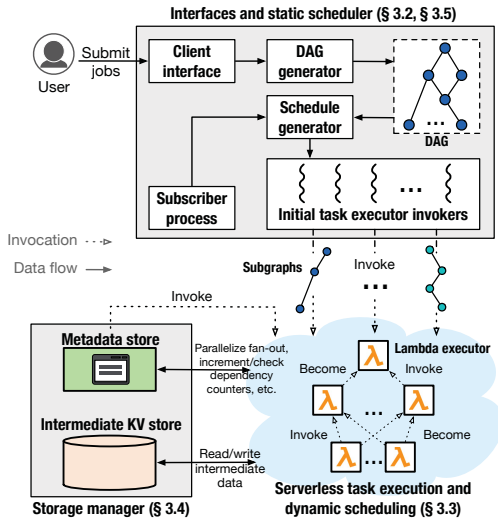 Interfaces and static scheduler (§ 3.2, § 3.5)
User
Submit
jobs
Client
interface
DAG
generator
...
DAG
Schedule
generator
Subscriber
process
...
Initial task executor invokers
Invocation
Data flow
Subgraphs
Invoke
...
Invoke
Metadata store
Parallelize fan-out,
increment/check
dependency
counters, etc.
Intermediate KV store
Read/write
intermediate
data
Storage manager (§ 3.4)
λ
Lambda executor
Become
Invoke
λ
...
λ
Invoke
Become
λ
...
λ
Serverless task execution and
dynamic scheduling (§ 3.3)